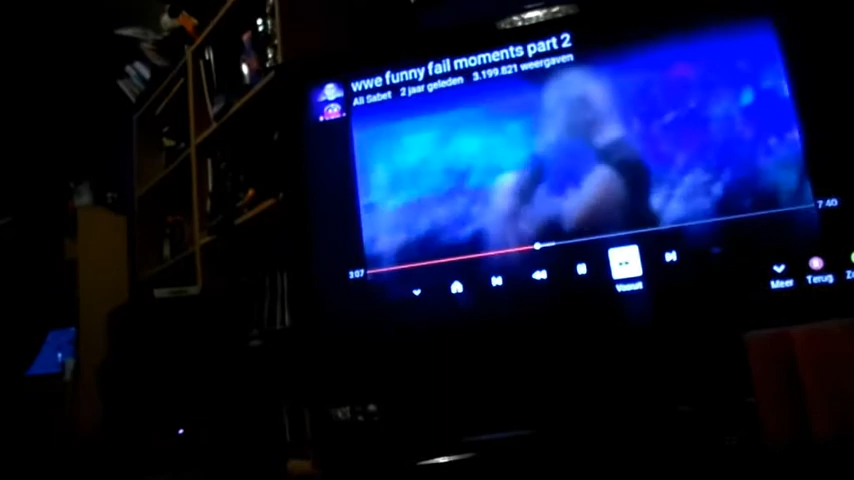 wwe funny fail moments part 2
Ali Sabet 2 jaar geleden 3.199.821 weergaven
3:07
7:40
Vooruit
Meer
Terug